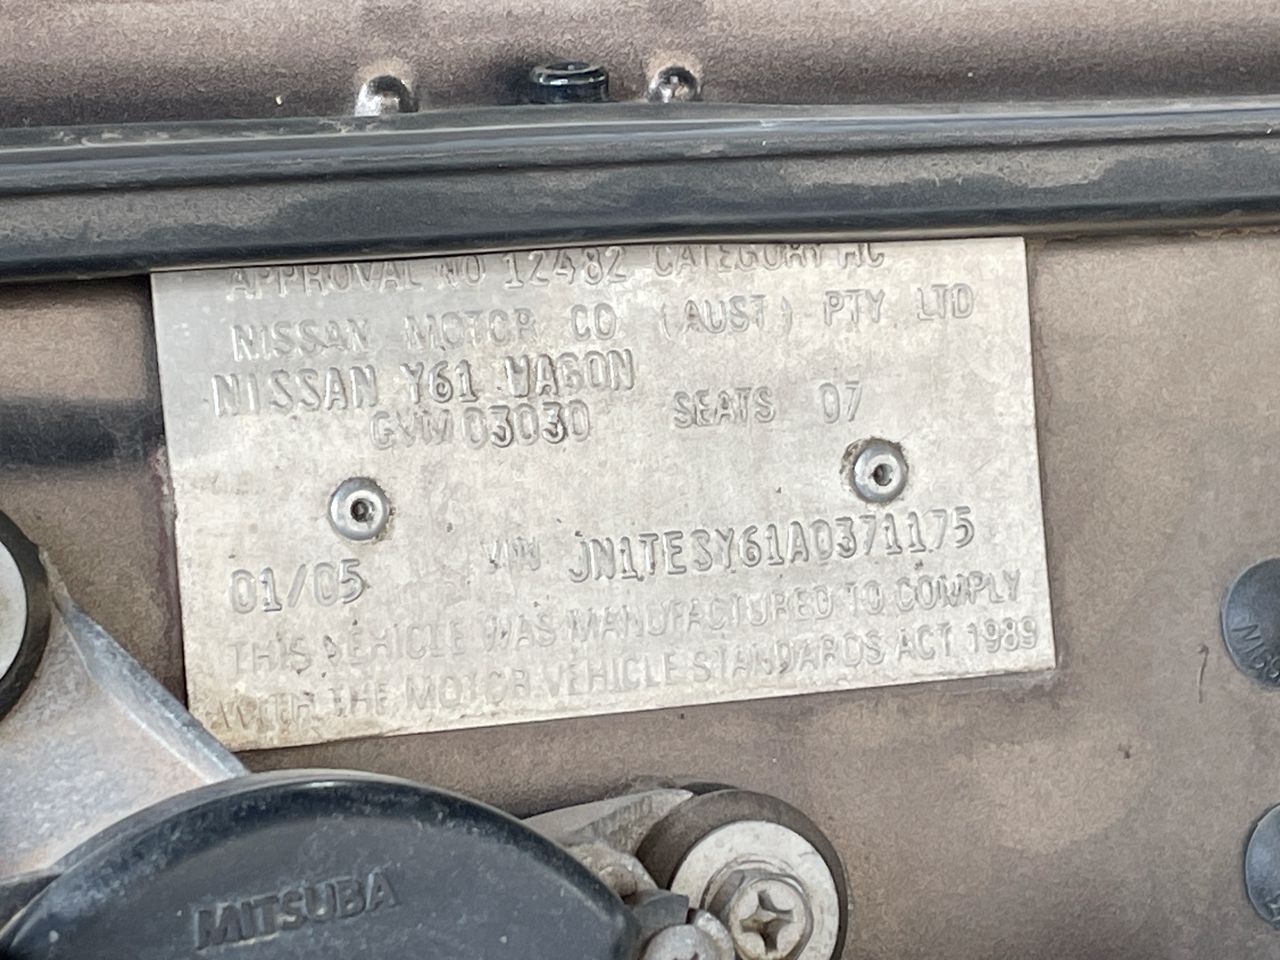 APPROVAL NO 12482 CATEGORY MC
NISSAN MOTOR CO (AUST) PTY LTD
NISSAN Y61 WAGON
GVM 03030 SEATS 07
01/05 VIN JN1TESY61A0371175
THIS VEHICLE WAS MANUFACTURED TO COMPLY
WITH THE MOTOR VEHICLE STANDARDS ACT 1989
MITSUBA